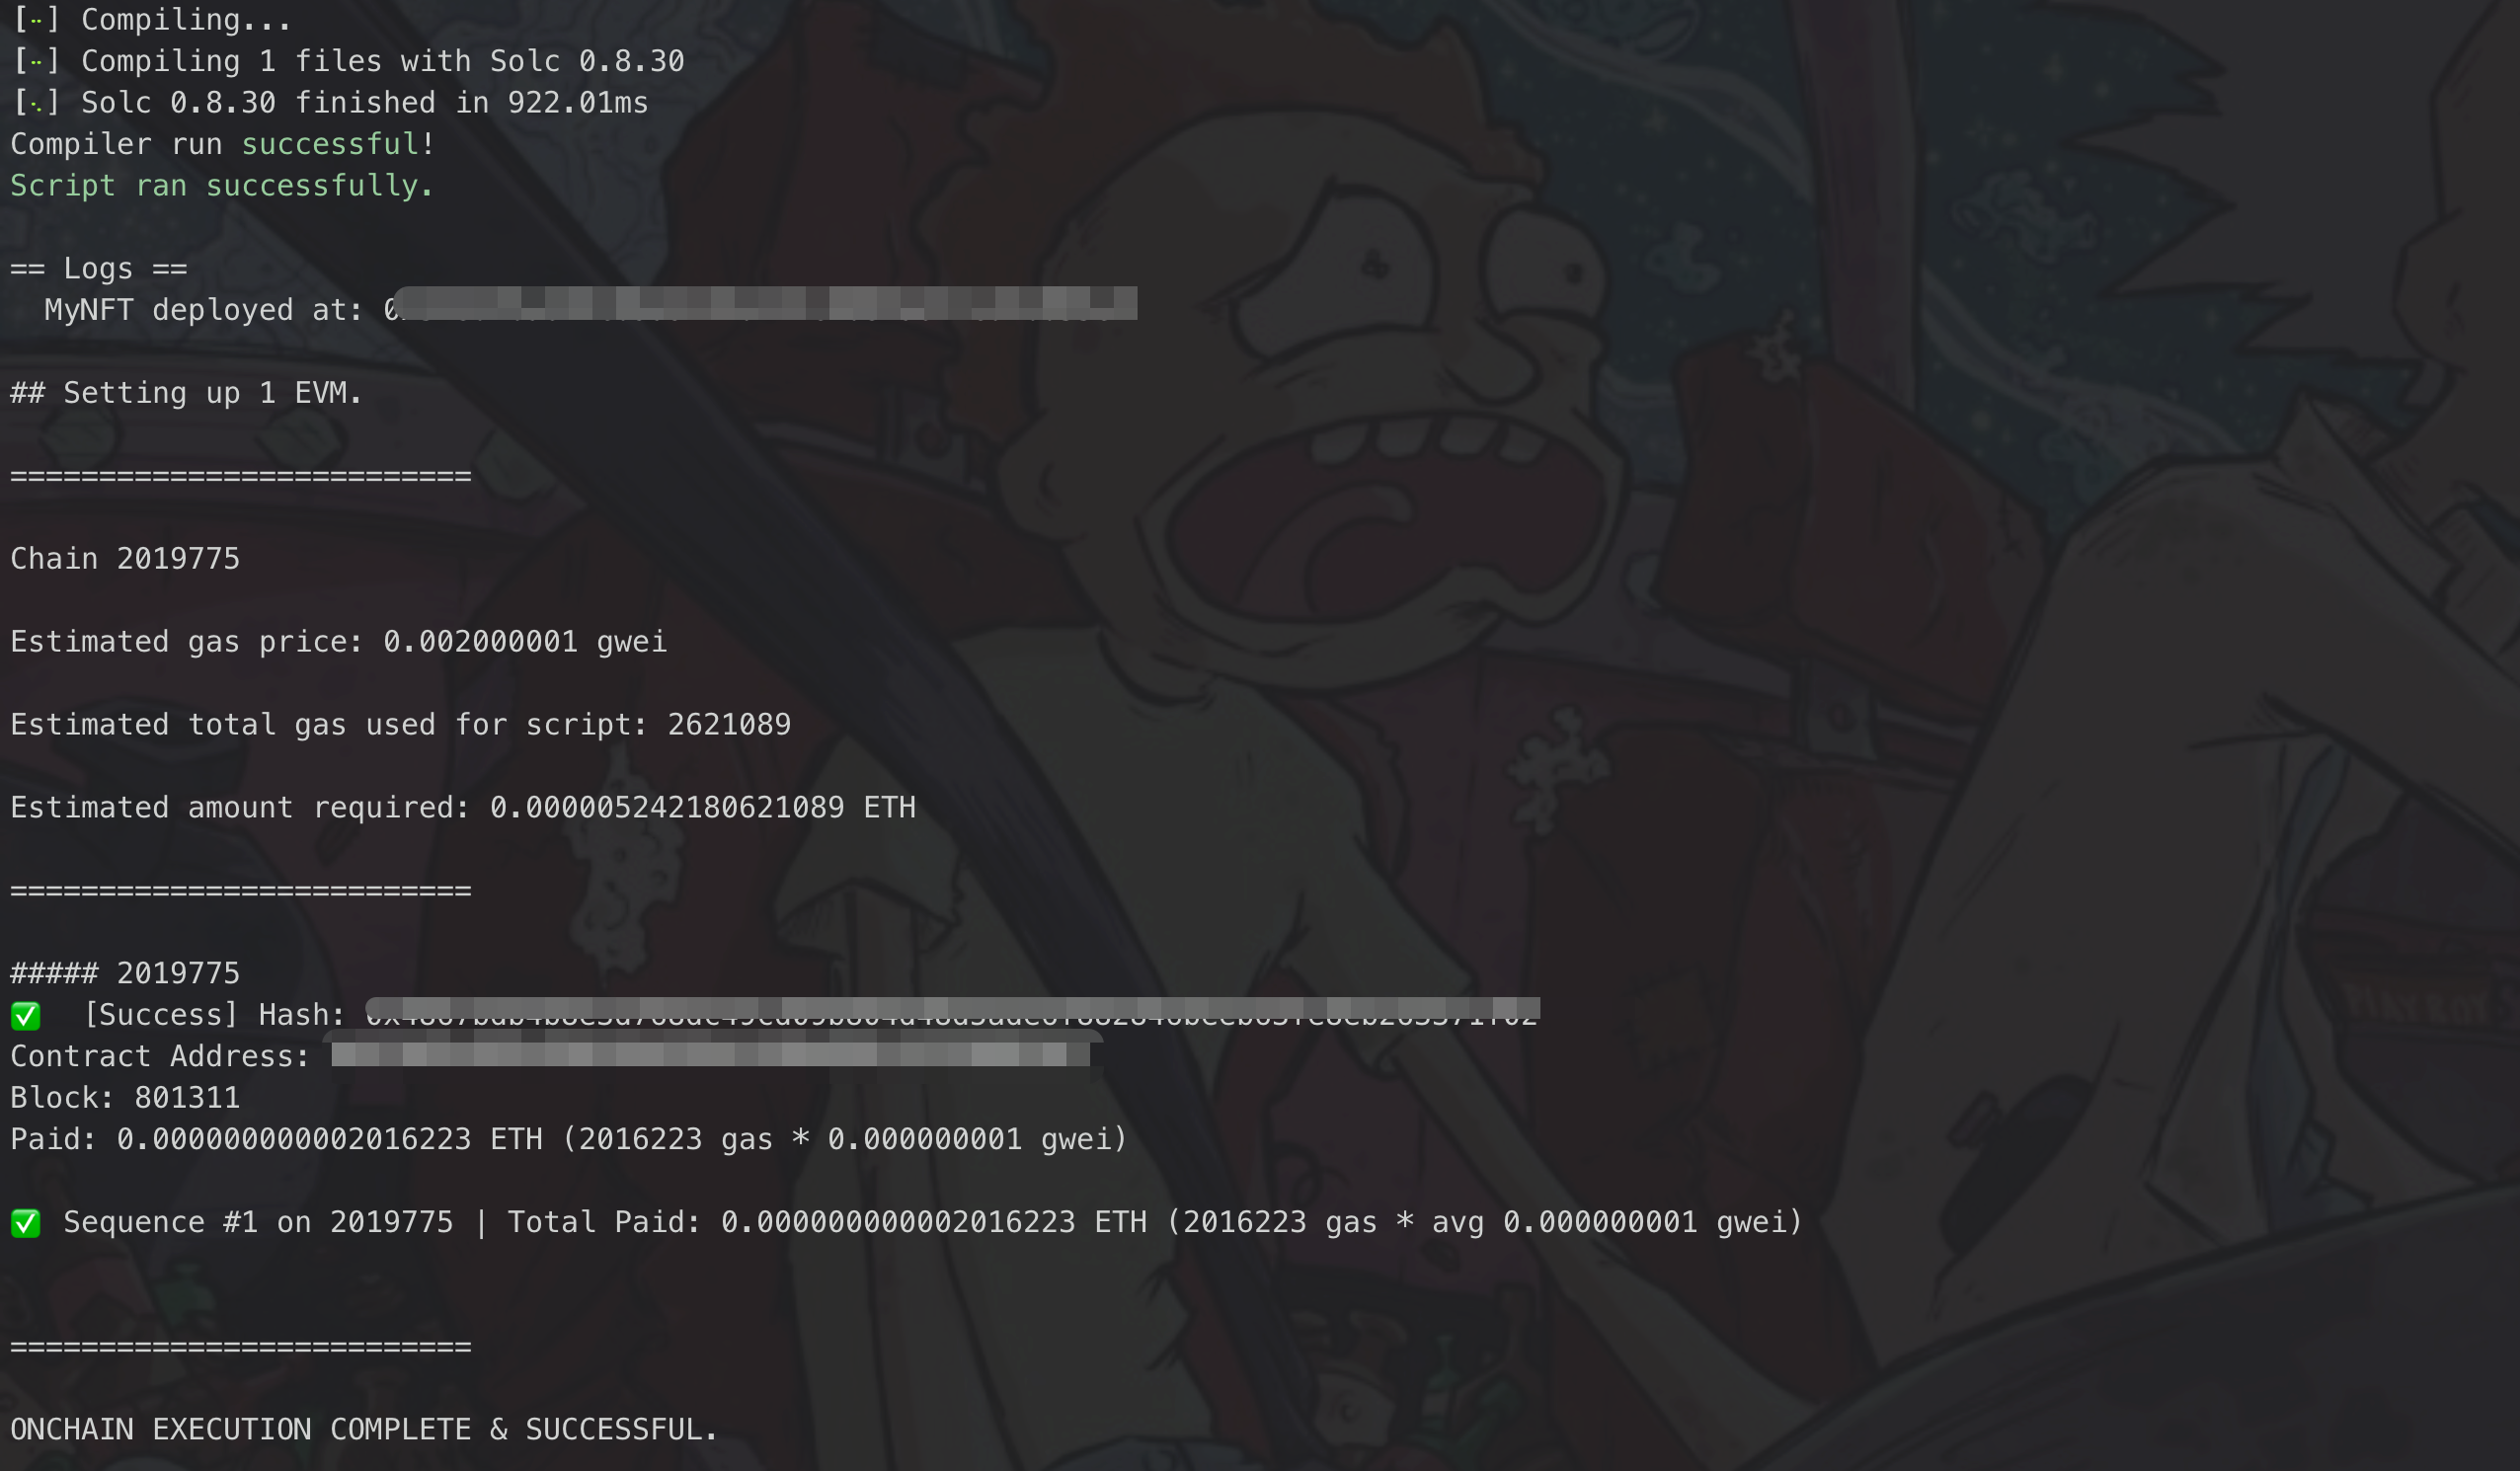 [⠒] Compiling...
[⠒] Compiling 1 files with Solc 0.8.30
[⠢] Solc 0.8.30 finished in 922.01ms
Compiler run successful!
Script ran successfully.
== Logs ==
MyNFT deployed at:
## Setting up 1 EVM.
==========================
Chain 2019775
Estimated gas price: 0.002000001 gwei
Estimated total gas used for script: 2621089
Estimated amount required: 0.000005242180621089 ETH
==========================
##### 2019775
✅ [Success] Hash:
Contract Address:
Block: 801311
Paid: 0.000000000002016223 ETH (2016223 gas * 0.000000001 gwei)
✅ Sequence #1 on 2019775 | Total Paid: 0.000000000002016223 ETH (2016223 gas * avg 0.000000001 gwei)
==========================
ONCHAIN EXECUTION COMPLETE & SUCCESSFUL.